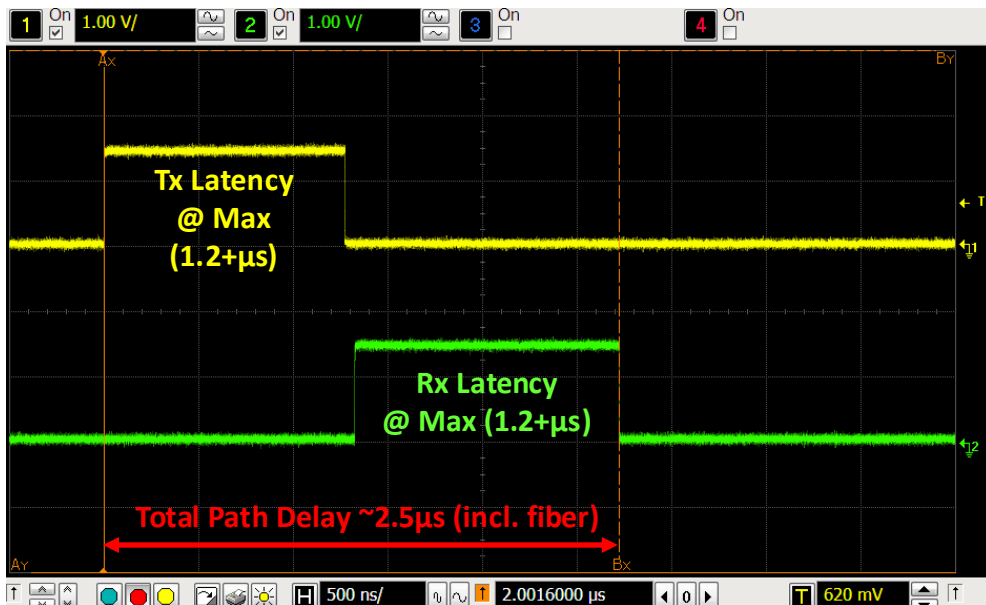 1 On 1.00 V/ 2 On 1.00 V/ 3 On 4 On
Ax
By
Tx Latency
@ Max
(1.2+µs)
T
1
Rx Latency
@ Max (1.2+µs)
2
Total Path Delay ~2.5µs (incl. fiber)
Ay
Bx
H 500 ns/ 2.0016000 µs 0 T 620 mV